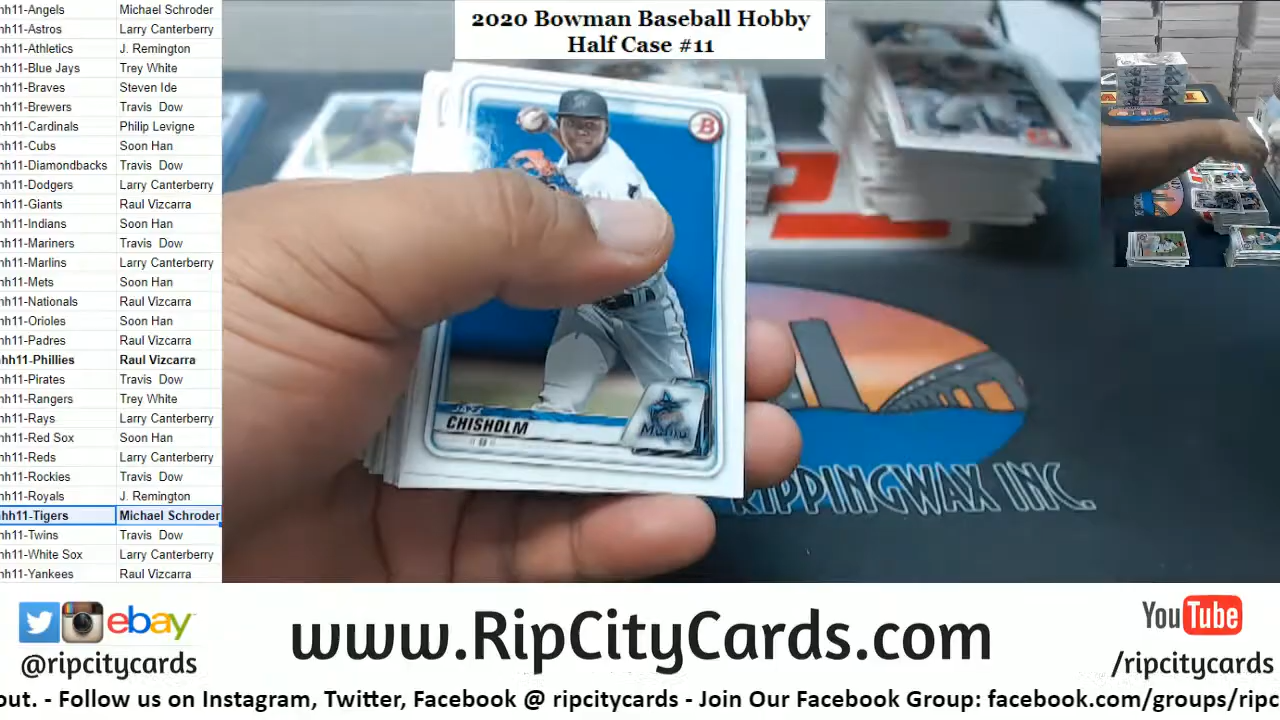 hh11-Angels Michael Schroder
hh11-Astros Larry Canterberry
hh11-Athletics J. Remington
hh11-Blue Jays Trey White
hh11-Braves Steven Ide
hh11-Brewers Travis Dow
hh11-Cardinals Philip Levigne
hh11-Cubs Soon Han
hh11-Diamondbacks Travis Dow
hh11-Dodgers Larry Canterberry
hh11-Giants Raul Vizcarra
hh11-Indians Soon Han
hh11-Mariners Travis Dow
hh11-Marlins Larry Canterberry
hh11-Mets Soon Han
hh11-Nationals Raul Vizcarra
hh11-Orioles Soon Han
hh11-Padres Raul Vizcarra
hh11-Phillies Raul Vizcarra
hh11-Pirates Travis Dow
hh11-Rangers Trey White
hh11-Rays Larry Canterberry
hh11-Red Sox Soon Han
hh11-Reds Larry Canterberry
hh11-Rockies Travis Dow
hh11-Royals J. Remington
hh11-Tigers Michael Schroder
hh11-Twins Travis Dow
hh11-White Sox Larry Canterberry
hh11-Yankees Raul Vizcarra
2020 Bowman Baseball Hobby
Half Case #11
B
JAZZ
CHISHOLM
Miami
RIPPINGWAX INC.
ebay
@ripcitycards
www.RipCityCards.com
YouTube
/ripcitycards
out. - Follow us on Instagram, Twitter, Facebook @ ripcitycards - Join Our Facebook Group: facebook.com/groups/ripc